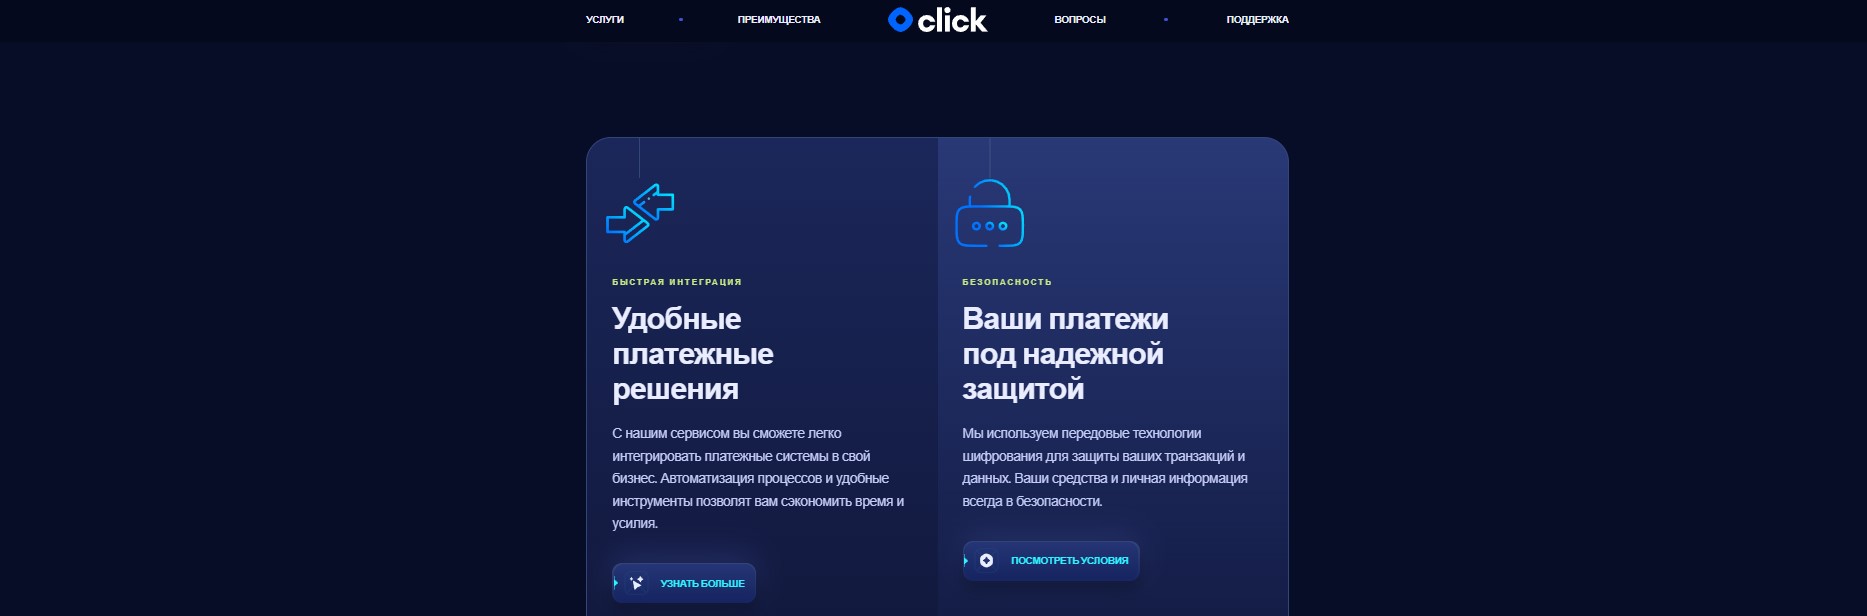 УСЛУГИ
ПРЕИМУЩЕСТВА
click
ВОПРОСЫ
ПОДДЕРЖКА
БЫСТРАЯ ИНТЕГРАЦИЯ
Удобные
платежные
решения
С нашим сервисом вы сможете легко
интегрировать платежные системы в свой
бизнес. Автоматизация процессов и удобные
инструменты позволят вам сэкономить время и
усилия.
УЗНАТЬ БОЛЬШЕ
БЕЗОПАСНОСТЬ
Ваши платежи
под надежной
защитой
Мы используем передовые технологии
шифрования для защиты ваших транзакций и
данных. Ваши средства и личная информация
всегда в безопасности.
ПОСМОТРЕТЬ УСЛОВИЯ